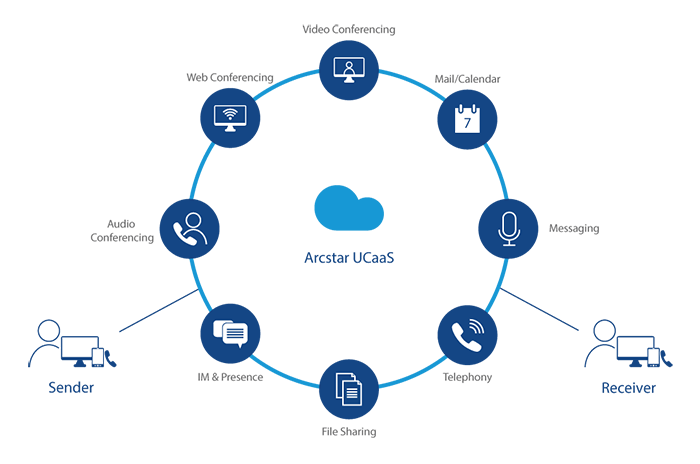 Video Conferencing
Web Conferencing
Mail/Calendar
7
Audio
Conferencing
Messaging
Arcstar UCaaS
IM & Presence
Telephony
Sender
Receiver
File Sharing